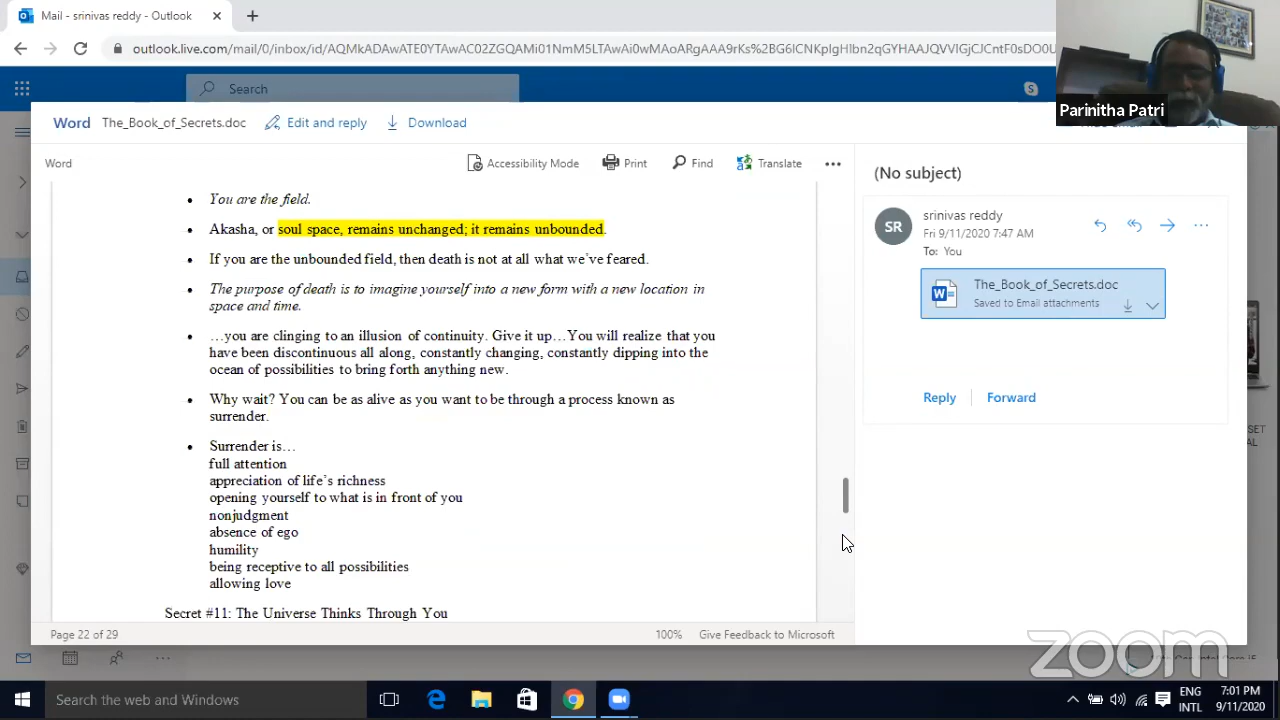 Mail - srinivas reddy - Outlook
Search
Parinitha Patri
Word The_Book_of_Secrets.doc Edit and reply Download
Word Accessibility Mode Print Find Translate
(No subject)
• You are the field.
• Akasha, or soul space, remains unchanged; it remains unbounded.
• If you are the unbounded field, then death is not at all what we've feared.
• The purpose of death is to imagine yourself into a new form with a new location in
space and time.
• …you are clinging to an illusion of continuity. Give it up…You will realize that you
have been discontinuous all along, constantly changing, constantly dipping into the
ocean of possibilities to bring forth anything new.
• Why wait? You can be as alive as you want to be through a process known as
surrender.
• Surrender is…
full attention
appreciation of life's richness
opening yourself to what is in front of you
nonjudgment
absence of ego
humility
being receptive to all possibilities
allowing love
Secret #11: The Universe Thinks Through You
Page 22 of 29
100% Give Feedback to Microsoft
SR
srinivas reddy
Fri 9/11/2020 7:47 AM
To: You
The_Book_of_Secrets.doc
Saved to Email attachments
Reply Forward
zoom
Search the web and Windows
ENG
INTL
7:01 PM
9/11/2020